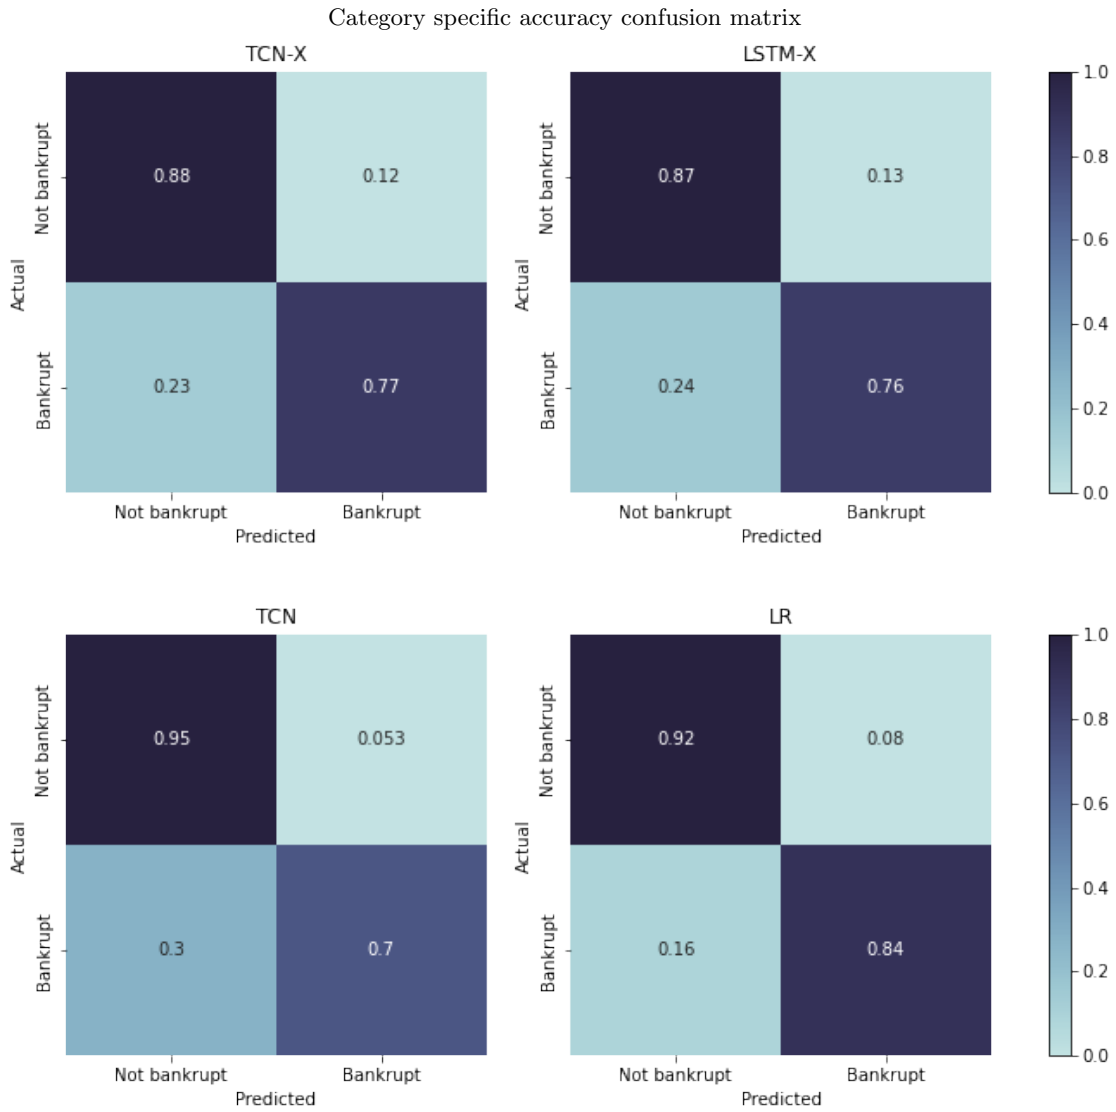 Category specific accuracy confusion matrix
TCN-X
LSTM-X
Not bankrupt
Bankrupt
Actual
0.88
0.12
0.23
0.77
Not bankrupt
Bankrupt
Predicted
Not bankrupt
Bankrupt
Actual
0.87
0.13
0.24
0.76
Not bankrupt
Bankrupt
Predicted
1.0
0.8
0.6
0.4
0.2
0.0
TCN
LR
Not bankrupt
Bankrupt
Actual
0.95
0.053
0.3
0.7
Not bankrupt
Bankrupt
Predicted
Not bankrupt
Bankrupt
Actual
0.92
0.08
0.16
0.84
Not bankrupt
Bankrupt
Predicted
1.0
0.8
0.6
0.4
0.2
0.0